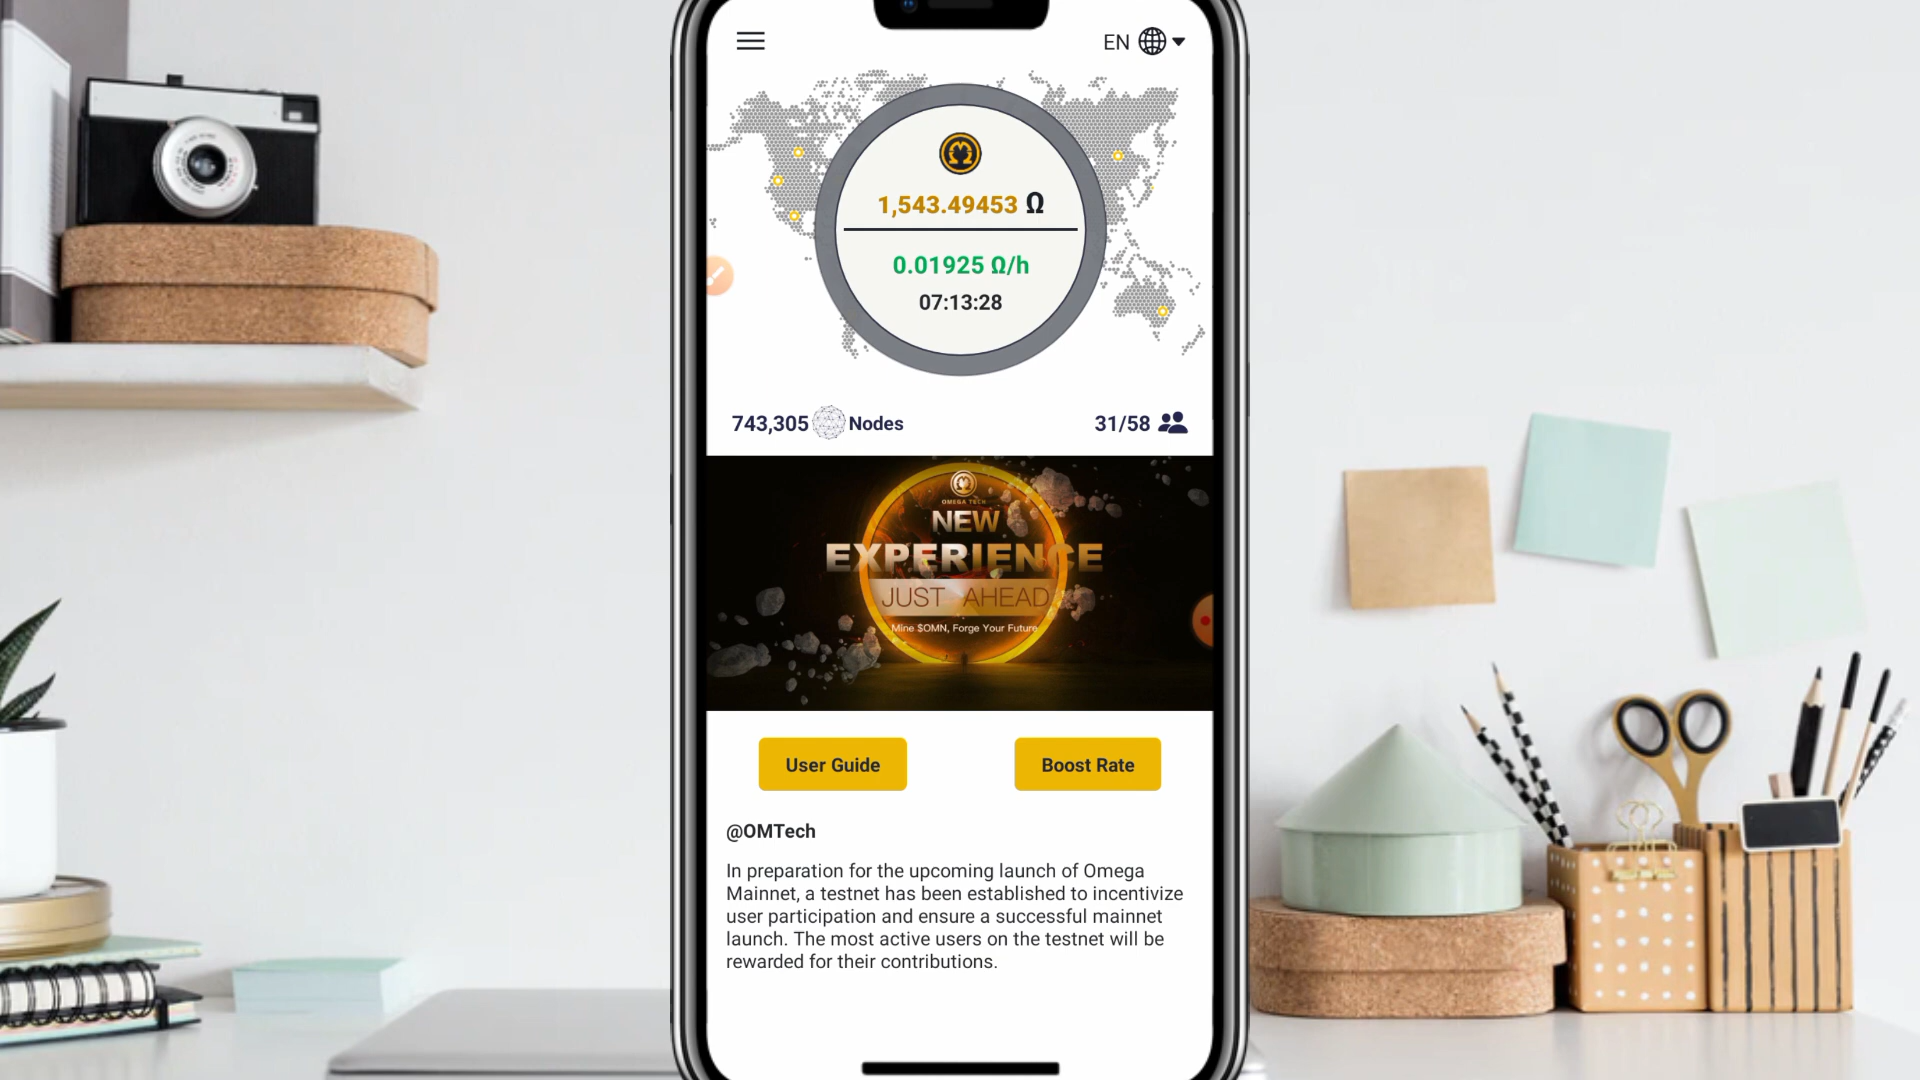 EN
1,543.49453 Ω
0.01925 Ω/h
07:13:28
743,305 Nodes
31/58
OMEGA TECH
NEW
EXPERIENCE
JUST AHEAD
Mine $OMN, Forge Your Future
User Guide
Boost Rate
@OMTech
In preparation for the upcoming launch of Omega
Mainnet, a testnet has been established to incentivize
user participation and ensure a successful mainnet
launch. The most active users on the testnet will be
rewarded for their contributions.